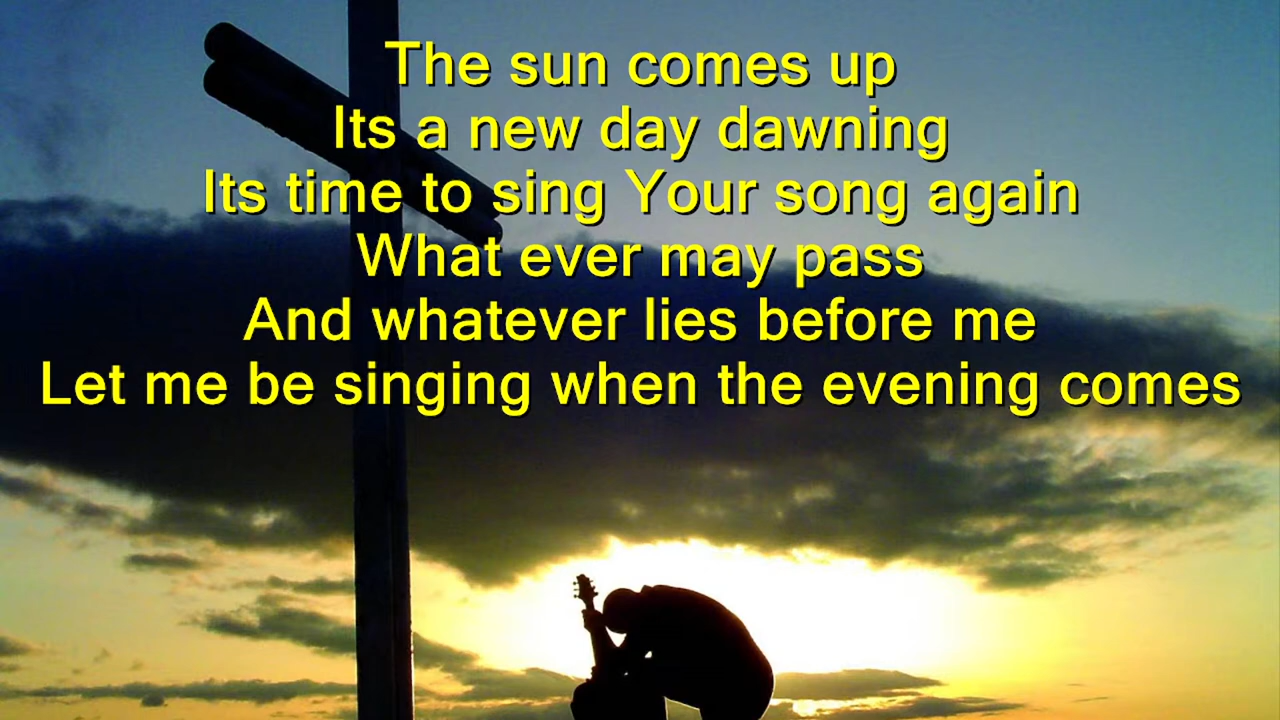 The sun comes up
Its a new day dawning
Its time to sing Your song again
What ever may pass
And whatever lies before me
Let me be singing when the evening comes